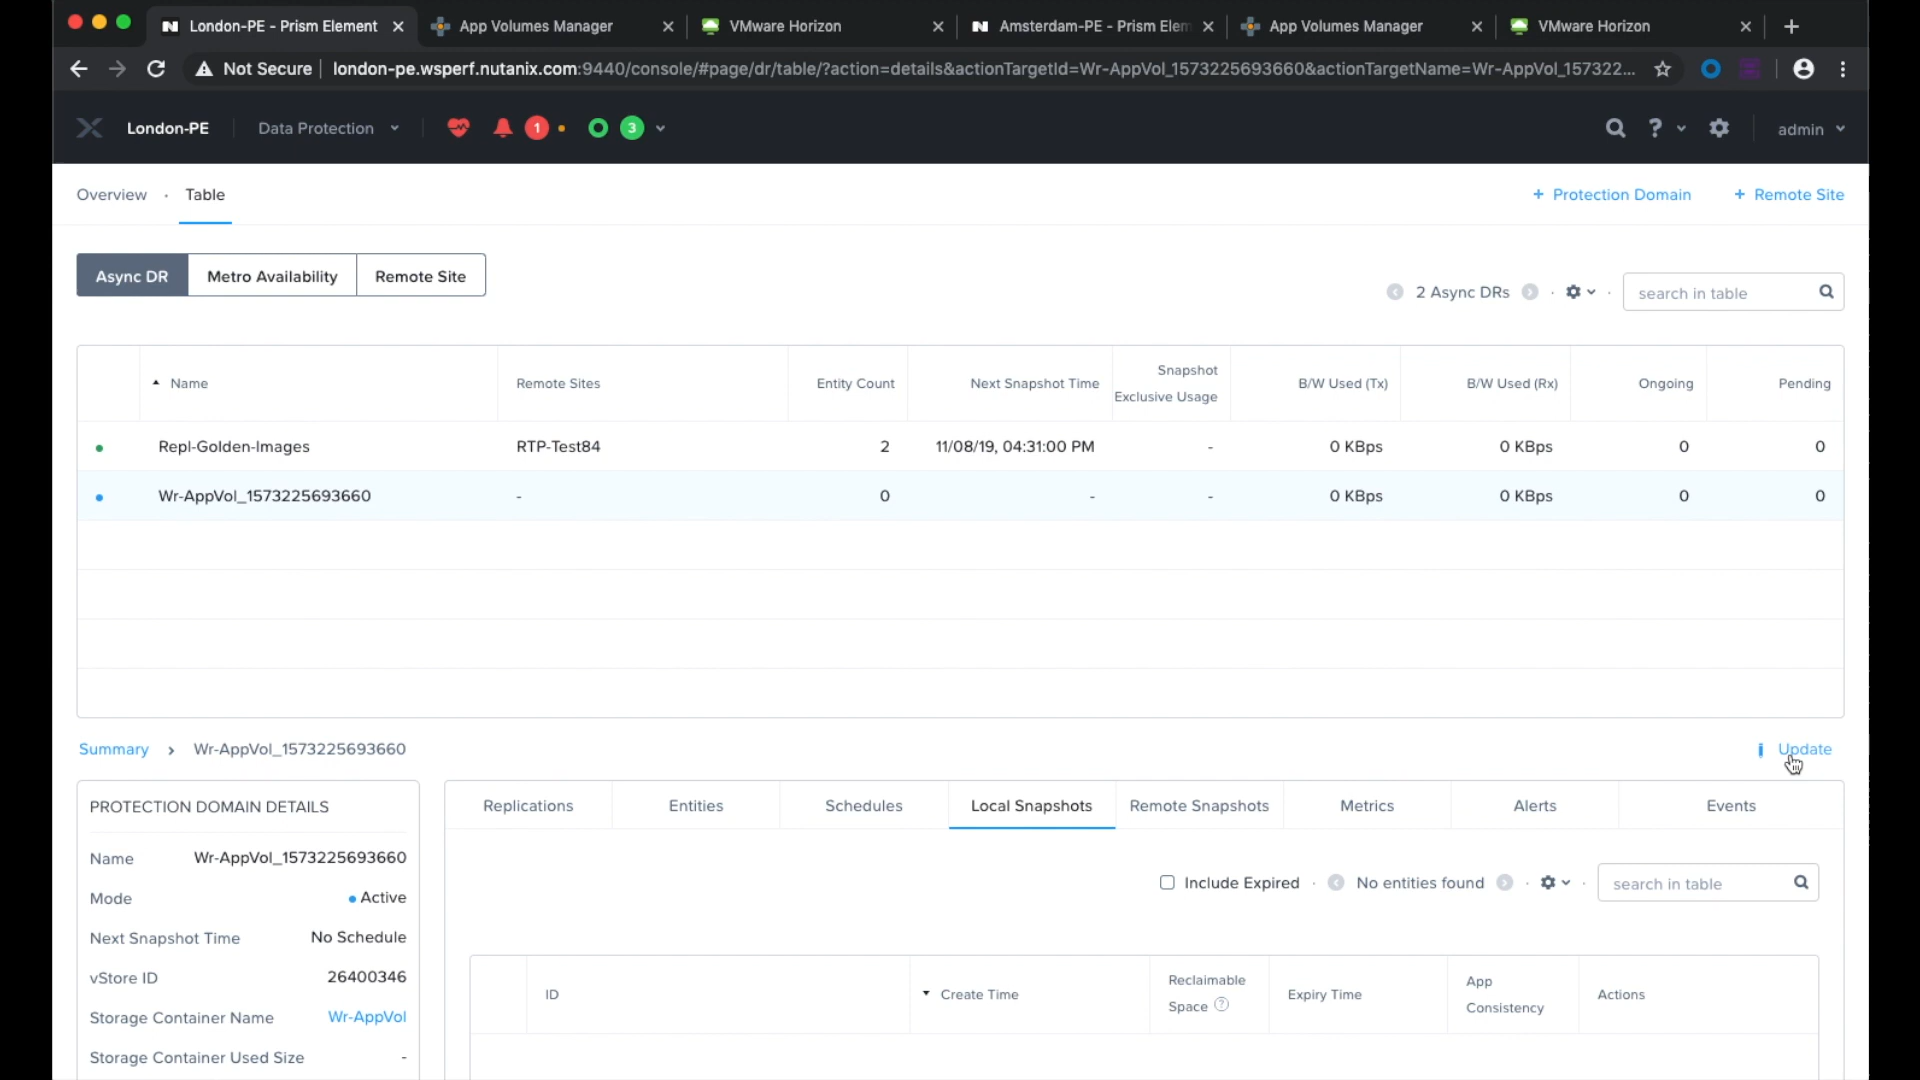 London-PE - Prism Element
App Volumes Manager
VMware Horizon
Amsterdam-PE - Prism Elem
App Volumes Manager
VMware Horizon
Not Secure
london-pe.wsperf.nutanix.com:9440/console/#page/dr/table/?action=details&actionTargetId=Wr-AppVol_1573225693660&actionTargetName=Wr-AppVol_157322...
London-PE
Data Protection
1
3
?
admin
Overview · Table
+ Protection Domain
+ Remote Site
Async DR
Metro Availability
Remote Site
2 Async DRs
search in table
Name
Remote Sites
Entity Count
Next Snapshot Time
Snapshot
Exclusive Usage
B/W Used (Tx)
B/W Used (Rx)
Ongoing
Pending
Repl-Golden-Images RTP-Test84 2 11/08/19, 04:31:00 PM - 0 KBps 0 KBps 0 0
Wr-AppVol_1573225693660 - 0 - - 0 KBps 0 KBps 0 0
Summary › Wr-AppVol_1573225693660
Update
PROTECTION DOMAIN DETAILS
Name Wr-AppVol_1573225693660
Mode Active
Next Snapshot Time No Schedule
vStore ID 26400346
Storage Container Name Wr-AppVol
Storage Container Used Size -
Replications
Entities
Schedules
Local Snapshots
Remote Snapshots
Metrics
Alerts
Events
Include Expired
No entities found
search in table
ID
Create Time
Reclaimable
Space ?
Expiry Time
App
Consistency
Actions